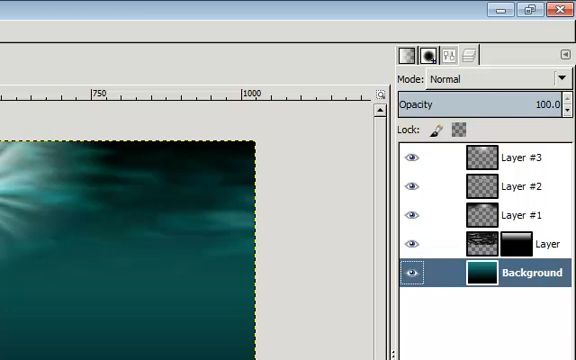 Mode: Normal
750
1000
Opacity 100.0
Lock:
Layer #3
Layer #2
Layer #1
Layer
Background